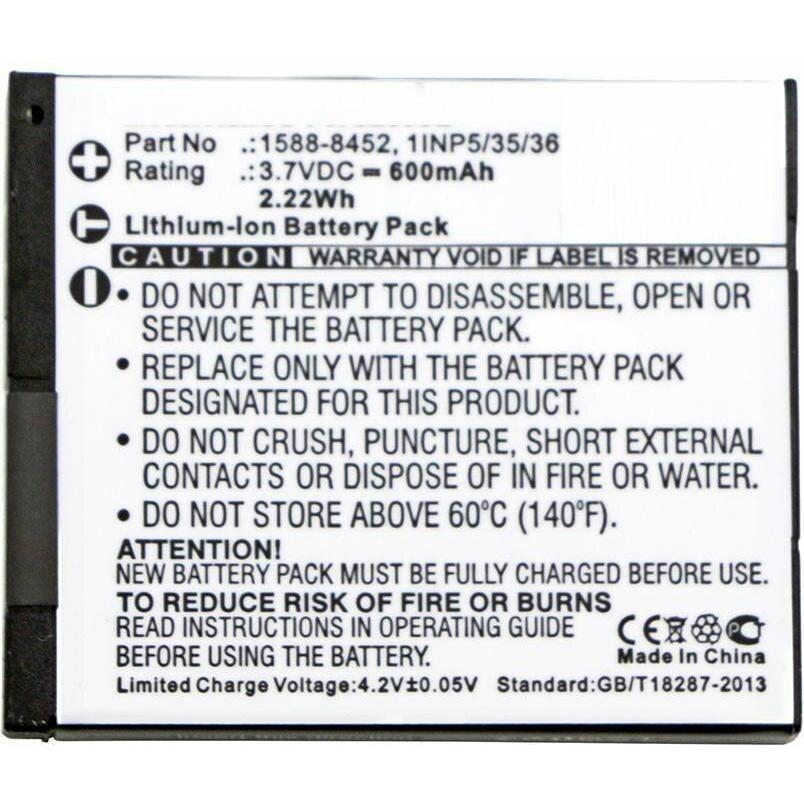 Part No .:1588-8452, 1INP5/35/36
Rating .:3.7VDC = 600mAh
2.22Wh
Lithium-ion Battery Pack
CAUTION WARRANTY VOID IF LABEL IS REMOVED
• DO NOT ATTEMPT TO DISASSEMBLE, OPEN OR
SERVICE THE BATTERY PACK.
• REPLACE ONLY WITH THE BATTERY PACK
DESIGNATED FOR THIS PRODUCT.
• DO NOT CRUSH, PUNCTURE, SHORT EXTERNAL
CONTACTS OR DISPOSE OF IN FIRE OR WATER.
• DO NOT STORE ABOVE 60°C (140°F).
ATTENTION!
NEW BATTERY PACK MUST BE FULLY CHARGED BEFORE USE.
TO REDUCE RISK OF FIRE OR BURNS
READ INSTRUCTIONS IN OPERATING GUIDE
BEFORE USING THE BATTERY.
CE
Made in China
Limited Charge Voltage:4.2V±0.05V Standard:GB/T18287-2013